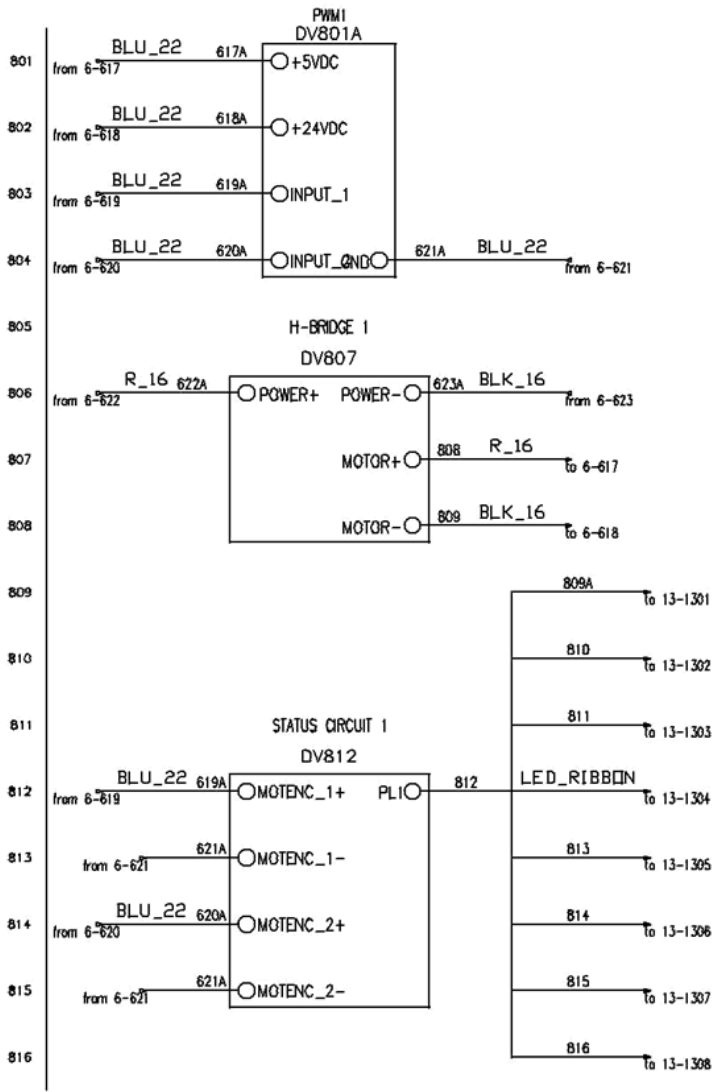 PWM1
DV801A
801 from 6-617 BLU_22 617A +5VDC
802 from 6-618 BLU_22 618A +24VDC
803 from 6-619 BLU_22 619A INPUT_1
804 from 6-620 BLU_22 620A INPUT_2 GND 621A BLU_22 from 6-621
805
H-BRIDGE 1
DV807
806 from 6-622 R_16 622A POWER+ POWER- 623A BLK_16 from 6-623
807 MOTOR+ 808 R_16 to 6-617
808 MOTOR- 809 BLK_16 to 6-618
809 809A to 13-1301
810 810 to 13-1302
811 811 to 13-1303
STATUS CIRCUIT 1
DV812
812 from 6-619 BLU_22 619A MOTENC_1+ PL1 812 LED_RIBBON to 13-1304
813 from 6-621 621A MOTENC_1- 813 to 13-1305
814 from 6-620 BLU_22 620A MOTENC_2+ 814 to 13-1306
815 from 6-621 621A MOTENC_2- 815 to 13-1307
816 816 to 13-1308